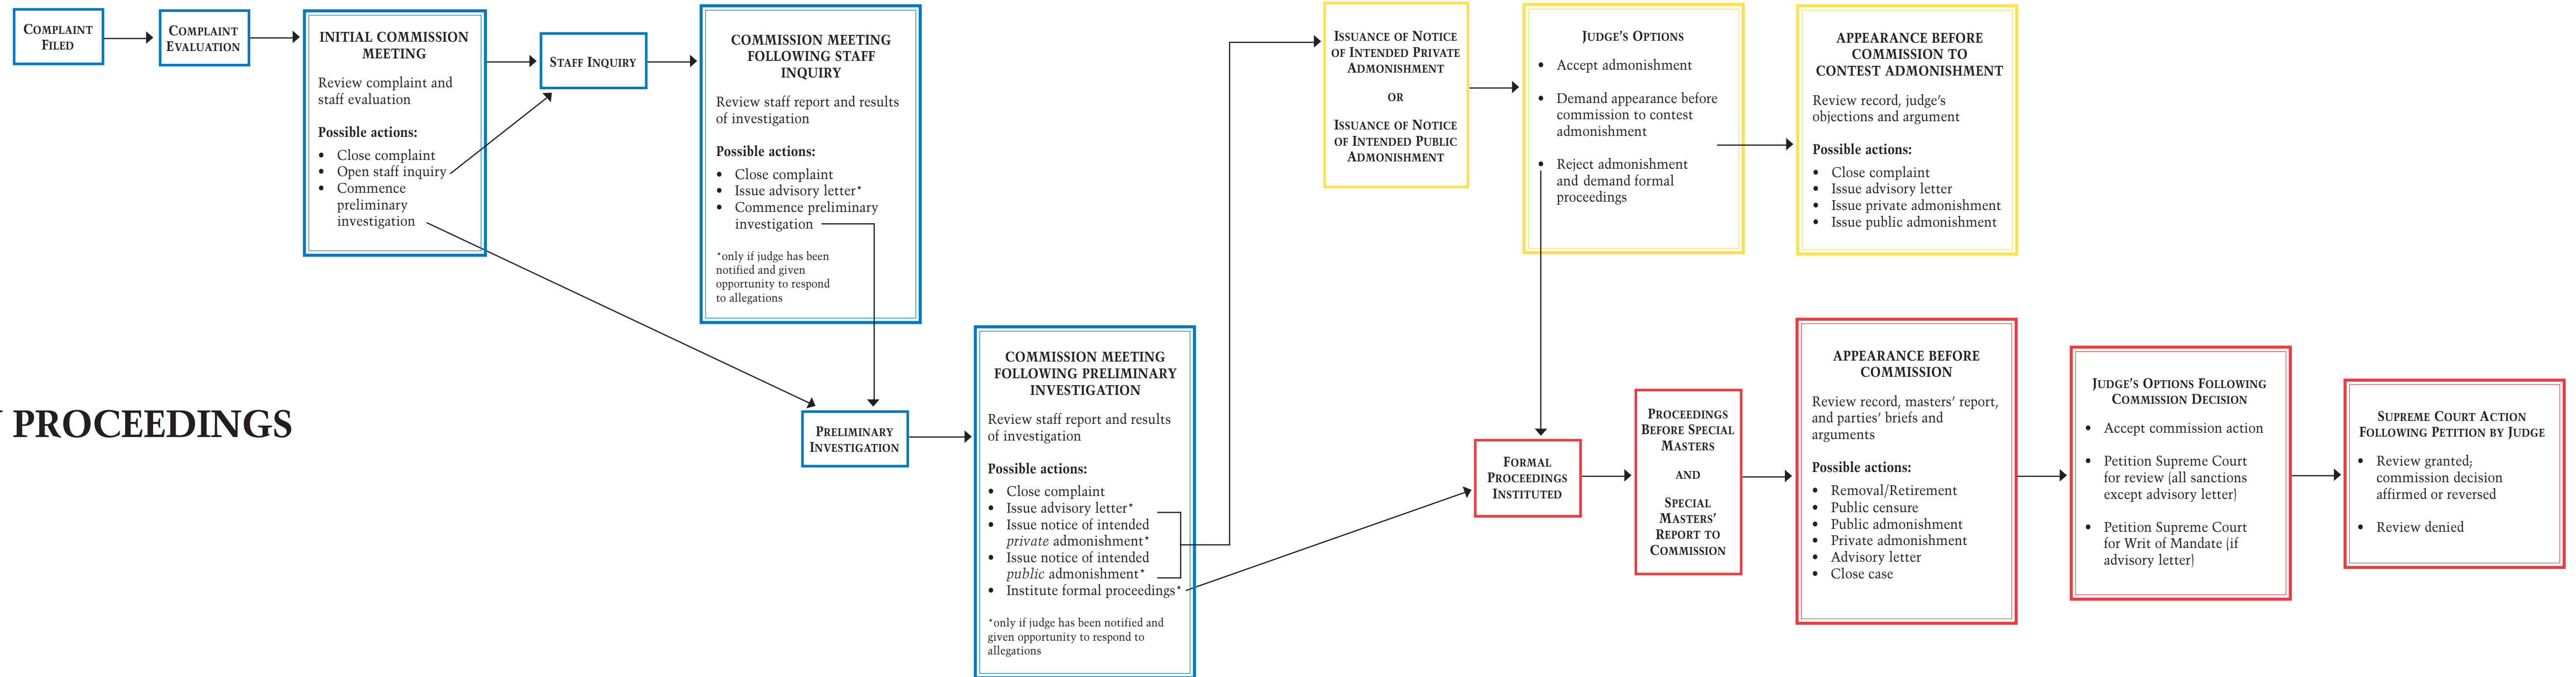 COMPLAINT
FILED
COMPLAINT
EVALUATION
INITIAL COMMISSION
MEETING
Review complaint and
staff evaluation
Possible actions:
• Close complaint
• Open staff inquiry
• Commence
preliminary
investigation
STAFF INQUIRY
COMMISSION MEETING
FOLLOWING STAFF
INQUIRY
Review staff report and results
of investigation
Possible actions:
• Close complaint
• Issue advisory letter*
• Commence preliminary
investigation
*only if judge has been
notified and given
opportunity to respond
to allegations
PROCEEDINGS
PRELIMINARY
INVESTIGATION
COMMISSION MEETING
FOLLOWING PRELIMINARY
INVESTIGATION
Review staff report and results
of investigation
Possible actions:
• Close complaint
• Issue advisory letter*
• Issue notice of intended
private admonishment*
• Issue notice of intended
public admonishment*
• Institute formal proceedings*
*only if judge has been notified and
given opportunity to respond to
allegations
ISSUANCE OF NOTICE
OF INTENDED PRIVATE
ADMONISHMENT
OR
ISSUANCE OF NOTICE
OF INTENDED PUBLIC
ADMONISHMENT
JUDGE'S OPTIONS
• Accept admonishment
• Demand appearance before
commission to contest
admonishment
• Reject admonishment
and demand formal
proceedings
APPEARANCE BEFORE
COMMISSION TO
CONTEST ADMONISHMENT
Review record, judge's
objections and argument
Possible actions:
• Close complaint
• Issue advisory letter
• Issue private admonishment
• Issue public admonishment
FORMAL
PROCEEDINGS
INSTITUTED
PROCEEDINGS
BEFORE SPECIAL
MASTERS
AND
SPECIAL
MASTERS'
REPORT TO
COMMISSION
APPEARANCE BEFORE
COMMISSION
Review record, masters' report,
and parties' briefs and
arguments
Possible actions:
• Removal/Retirement
• Public censure
• Public admonishment
• Private admonishment
• Advisory letter
• Close case
JUDGE'S OPTIONS FOLLOWING
COMMISSION DECISION
• Accept commission action
• Petition Supreme Court
for review (all sanctions
except advisory letter)
• Petition Supreme Court
for Writ of Mandate (if
advisory letter)
SUPREME COURT ACTION
FOLLOWING PETITION BY JUDGE
• Review granted;
commission decision
affirmed or reversed
• Review denied